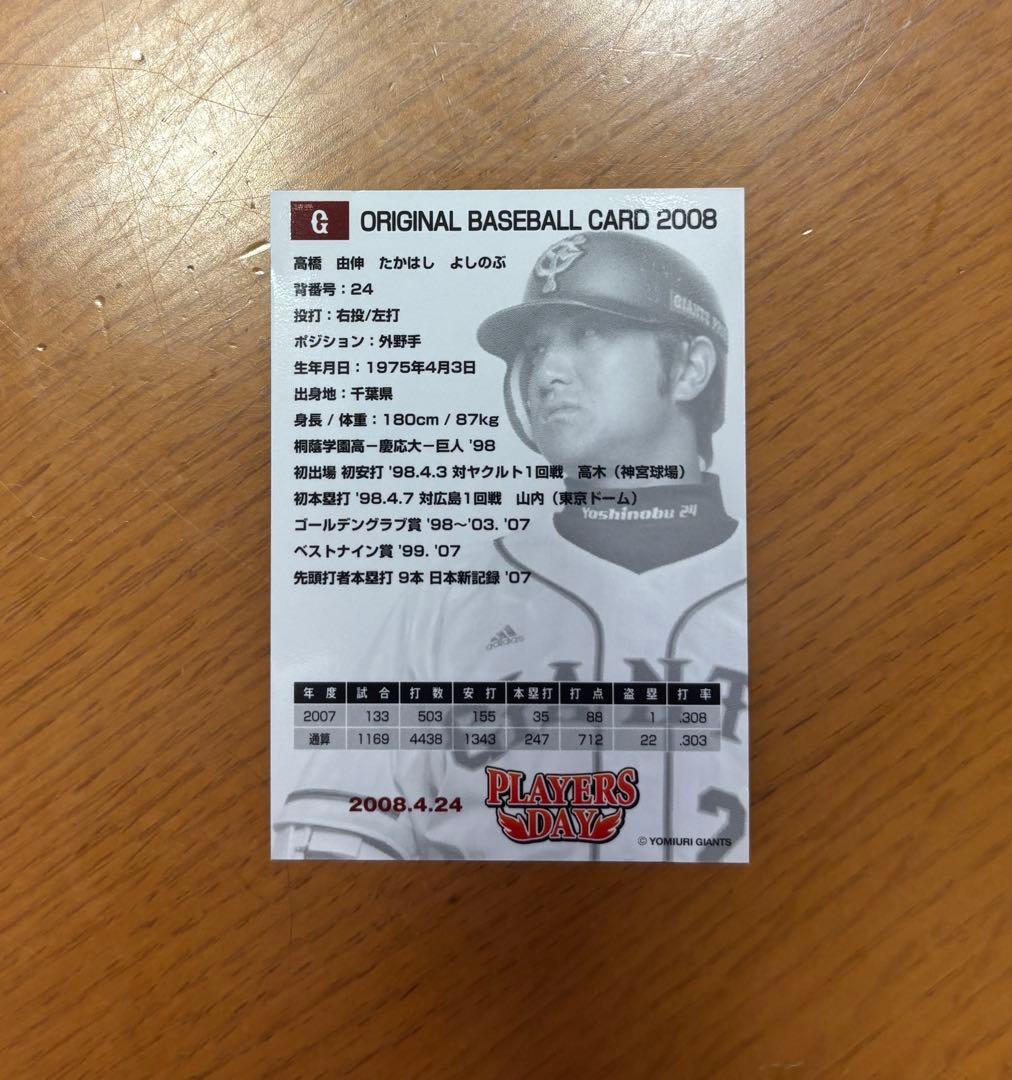 G ORIGINAL BASEBALL CARD 2008
高橋 由伸 たかはし よしのぶ
背番号：24
投打：右投/左打
ポジション：外野手
生年月日：1975年4月3日
出身地：千葉県
身長 / 体重：180cm / 87kg
桐蔭学園高－慶応大－巨人 '98
初出場 初安打 '98.4.3 対ヤクルト1回戦 高木（神宮球場）
初本塁打 '98.4.7 対広島1回戦 山内（東京ドーム）
Yoshinobu 24
ゴールデングラブ賞 '98～'03. '07
ベストナイン賞 '99. '07
先頭打者本塁打 9本 日本新記録 '07
adidas
年度 試合 打数 安打 本塁打 打点 盗塁 打率
2007 133 503 155 35 88 1 .308
通算 1169 4438 1343 247 712 22 .303
2008.4.24
PLAYERS
DAY
© YOMIURI GIANTS